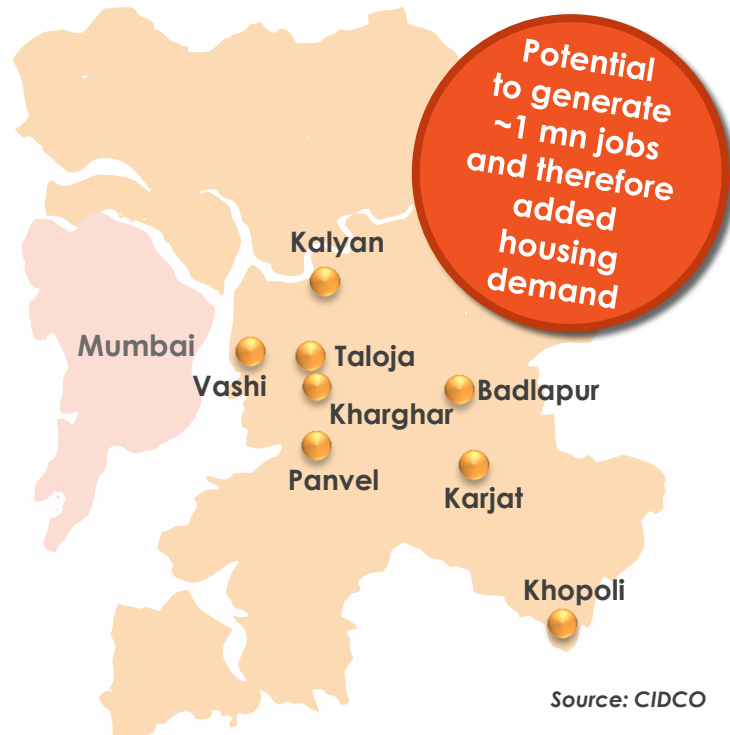 Potential
to generate
~1 mn jobs
and therefore
added
housing
demand
Kalyan
Mumbai
Taloja
Vashi
Badlapur
Kharghar
Panvel
Karjat
Khopoli
Source: CIDCO